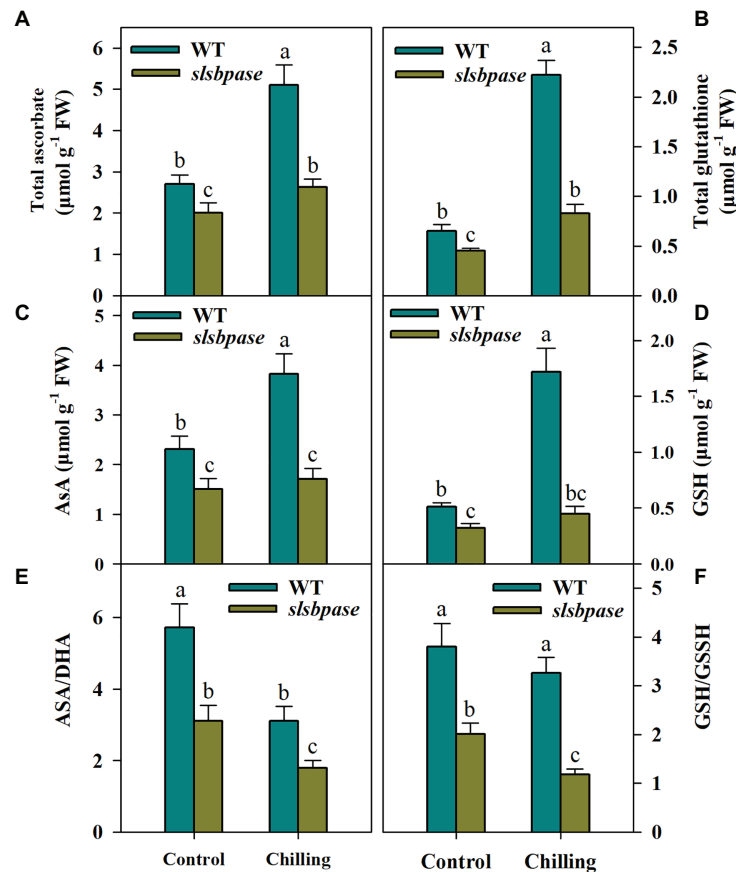 A
B
Total ascorbate
(μmol g-1 FW)
6
5
4
3
2
1
0
WT
slsbpase
b
c
a
b
WT
slsbpase
b
c
a
b
2.5
2.0
1.5
1.0
0.5
0.0
Total glutathione
(μmol g-1 FW)
C
D
AsA (μmol g-1 FW)
5
4
3
2
1
0
WT
slsbpase
b
c
a
c
WT
slsbpase
b
c
a
bc
2.0
1.5
1.0
0.5
0.0
GSH (μmol g-1 FW)
E
F
ASA/DHA
6
4
2
0
WT
slsbpase
a
b
b
c
WT
slsbpase
a
b
a
c
5
4
3
2
1
0
GSH/GSSH
Control Chilling
Control Chilling